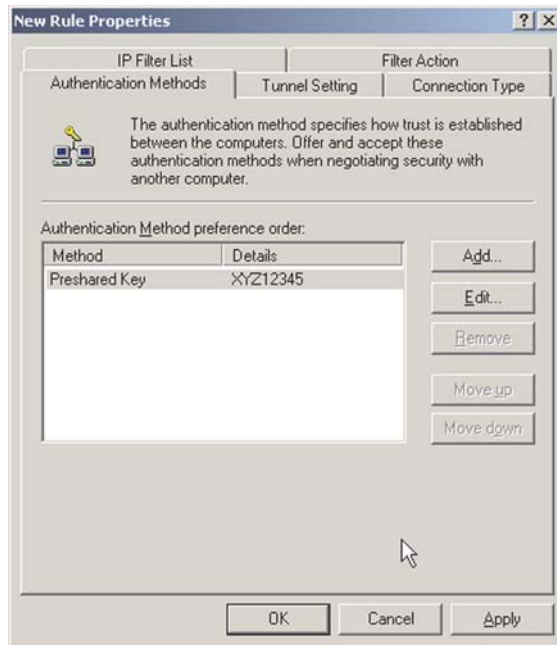 New Rule Properties
IP Filter List
Filter Action
Authentication Methods
Tunnel Setting
Connection Type
The authentication method specifies how trust is established
between the computers. Offer and accept these
authentication methods when negotiating security with
another computer.
Authentication Method preference order:
Method Details
Preshared Key XYZ12345
Add...
Edit...
Remove
Move up
Move down
OK Cancel Apply